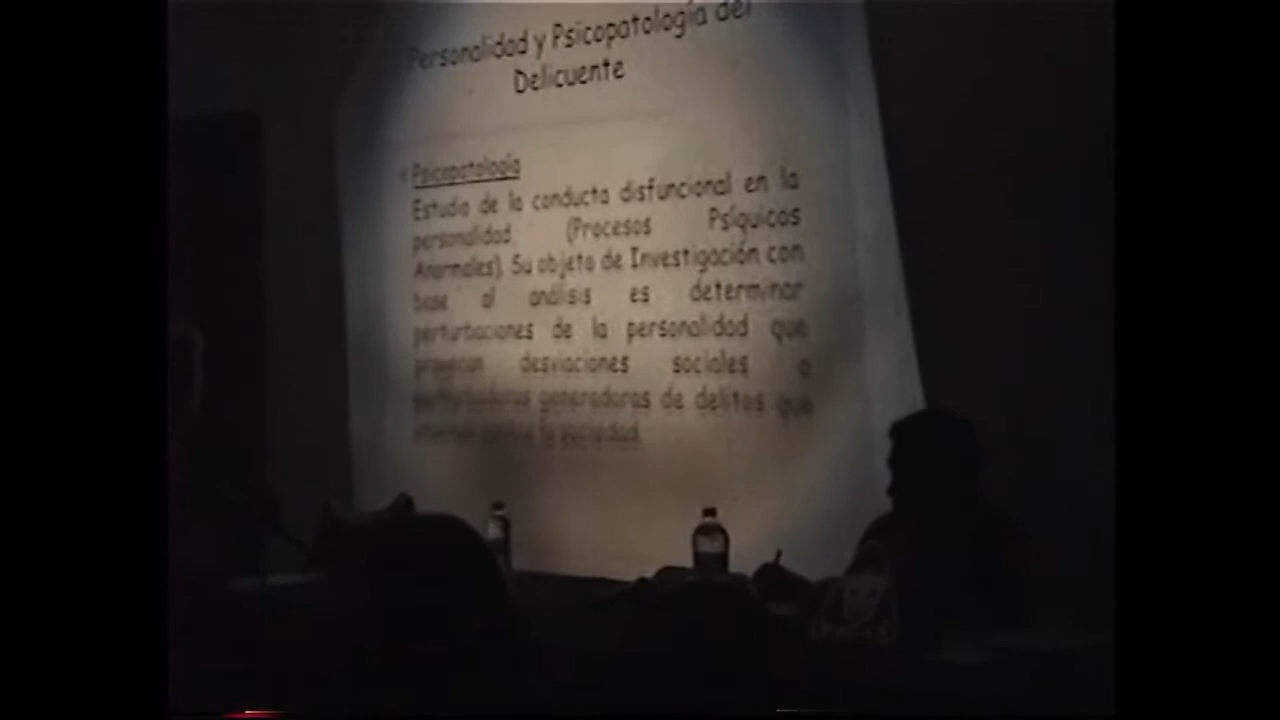 Personalidad y Psicopatología del
Delicuente
Psicopatología
Estudio de la conducta disfuncional en la
personalidad (Procesos Psíquicos
Anormales). Su objeto de Investigación con
base al análisis es determinar
perturbaciones de la personalidad que
provocan desviaciones sociales o
perturbadoras generadoras de delitos que
la sociedad.